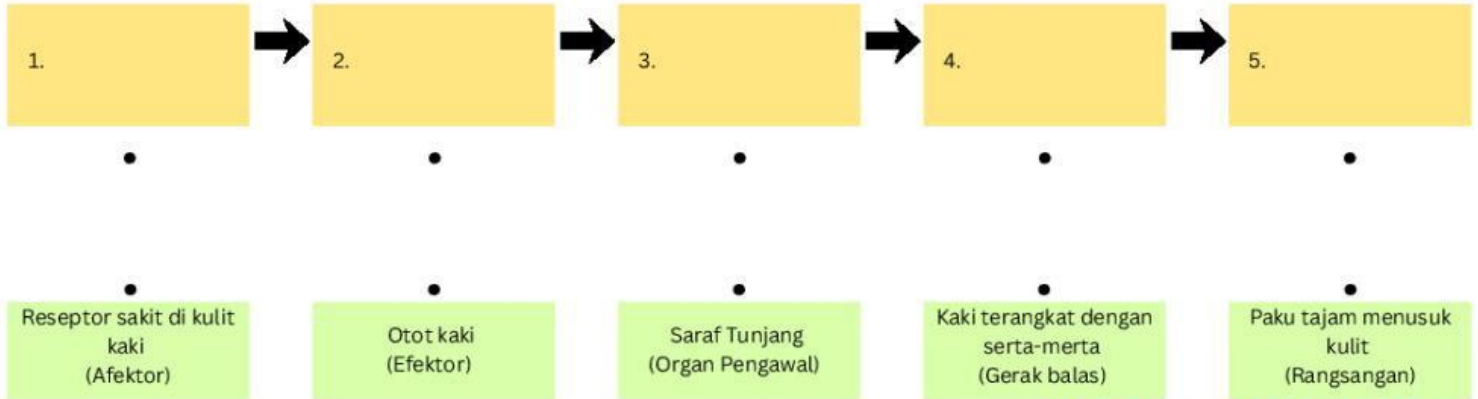 1.
2.
3.
4.
5.
Reseptor sakit di kulit
kaki
(Afektor)
Otot kaki
(Efektor)
Saraf Tunjang
(Organ Pengawal)
Kaki terangkat dengan
serta-merta
(Gerak balas)
Paku tajam menusuk
kulit
(Rangsangan)